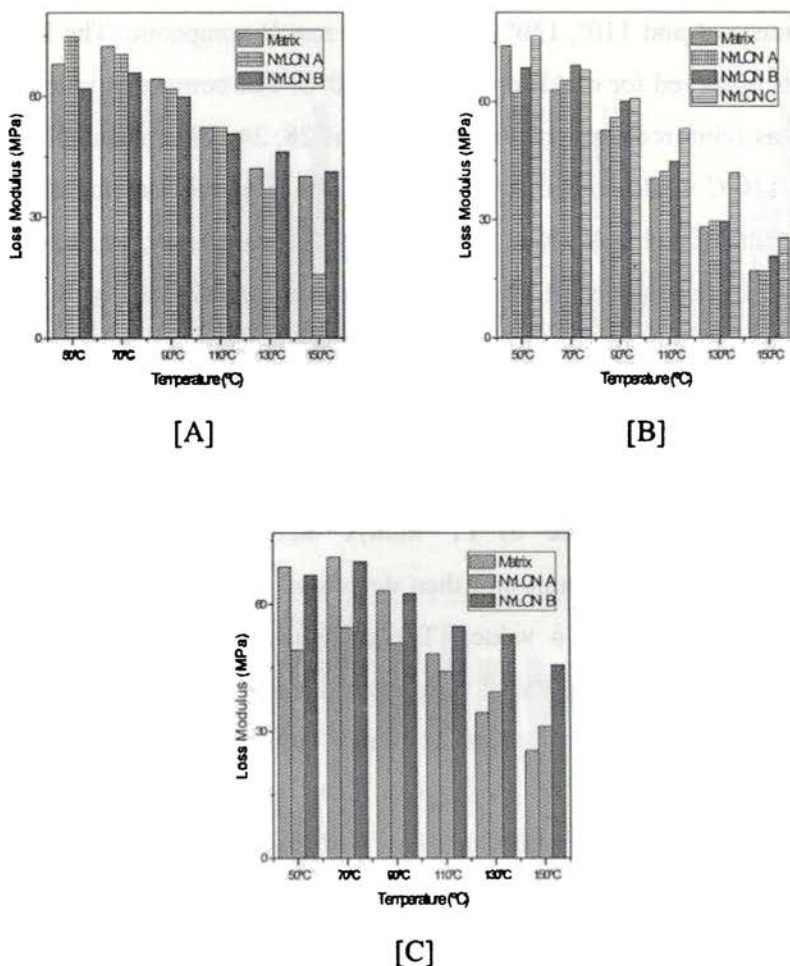 Matrix
NYLON A
NYLON B
60
30
0
Loss Modulus (MPa)
50°C 70°C 90°C 110°C 130°C 150°C
Temperature (°C)
[A]
Matrix
NYLON A
NYLON B
NYLON C
60
30
0
Loss Modulus (MPa)
50°C 70°C 90°C 110°C 130°C 150°C
Temperature (°C)
[B]
Matrix
NYLON A
NYLON B
60
30
0
Loss Modulus (MPa)
50°C 70°C 90°C 110°C 130°C 150°C
Temperature (°C)
[C]